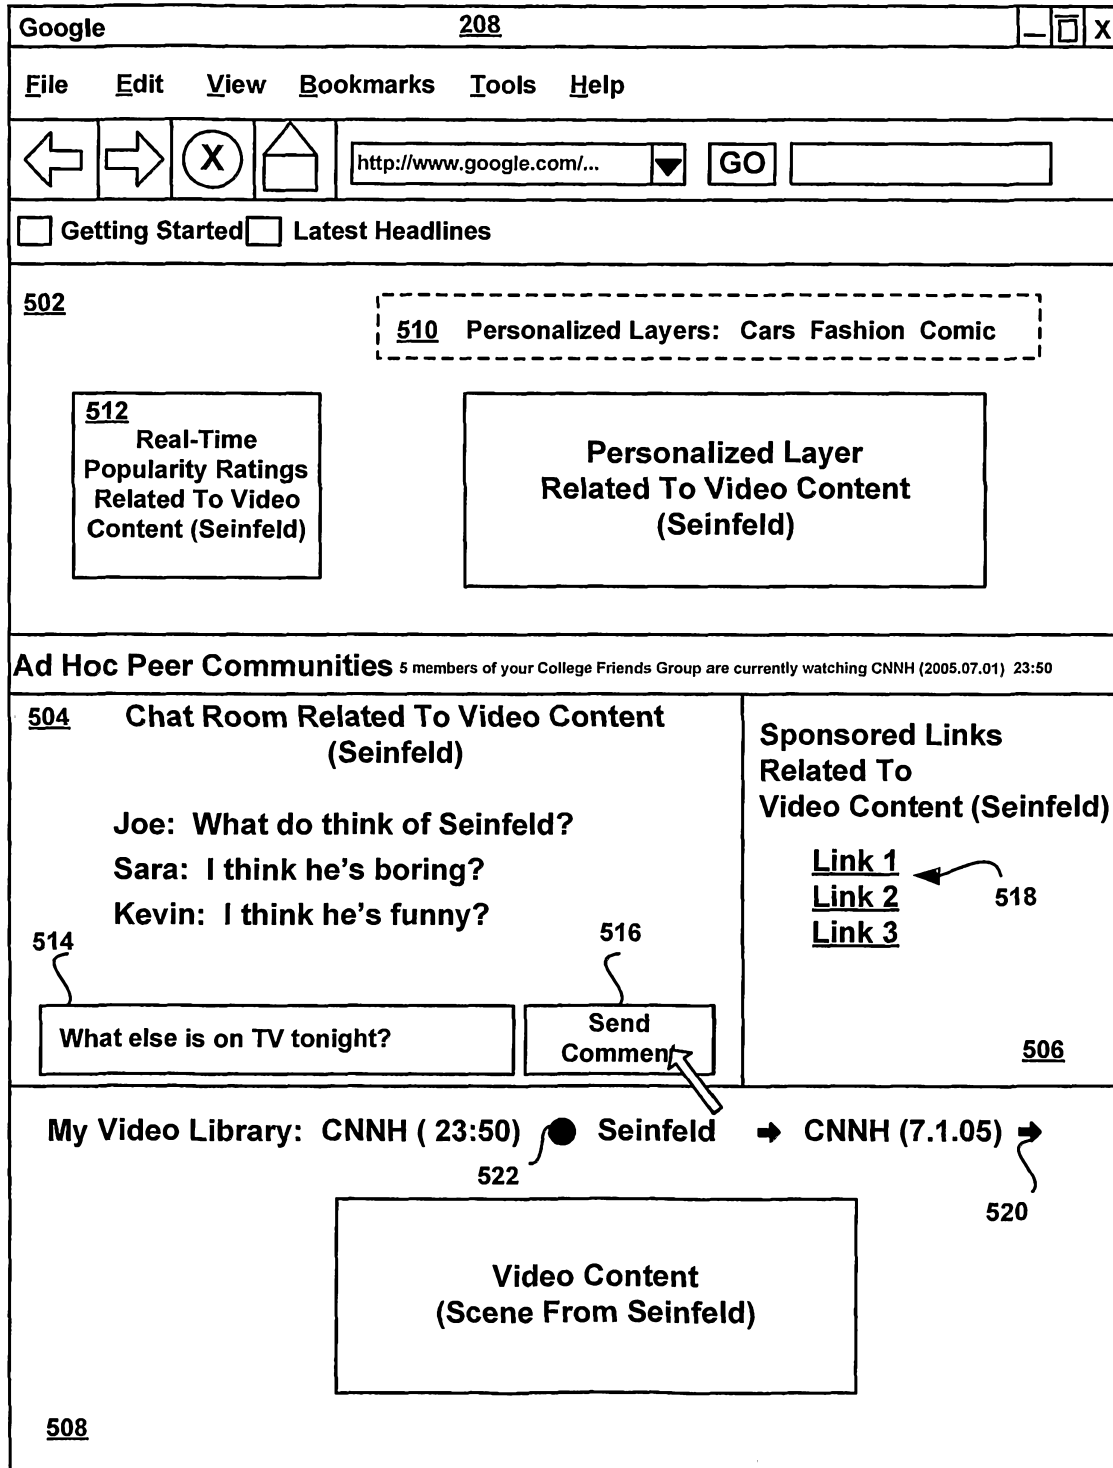 Google 208 X
File Edit View Bookmarks Tools Help
X http://www.google.com/... GO
Getting Started Latest Headlines
502
510 Personalized Layers: Cars Fashion Comic
512
Real-Time
Popularity Ratings
Related To Video
Content (Seinfeld)
Personalized Layer
Related To Video Content
(Seinfeld)
Ad Hoc Peer Communities 5 members of your College Friends Group are currently watching CNNH (2005.07.01) 23:50
504 Chat Room Related To Video Content
(Seinfeld)
Joe: What do think of Seinfeld?
Sara: I think he's boring?
Kevin: I think he's funny?
514
516
What else is on TV tonight?
Send
Comment
Sponsored Links
Related To
Video Content (Seinfeld)
Link 1
Link 2
Link 3
518
506
My Video Library: CNNH ( 23:50) Seinfeld CNNH (7.1.05)
522
520
Video Content
(Scene From Seinfeld)
508